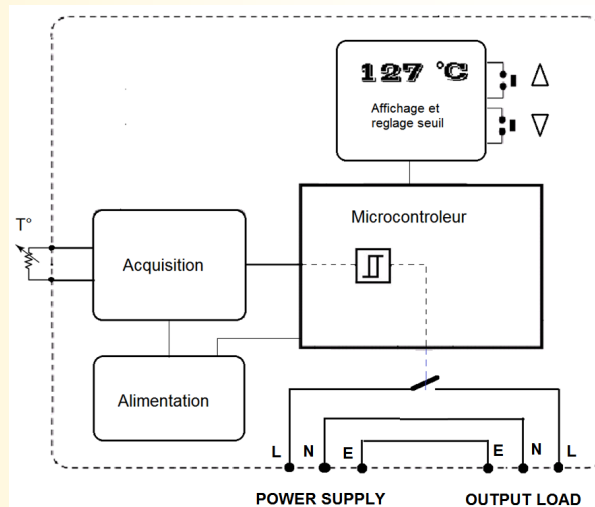 127 °C
Affichage et
reglage seuil
Microcontroleur
T°
Acquisition
Alimentation
L N E E N L
POWER SUPPLY OUTPUT LOAD